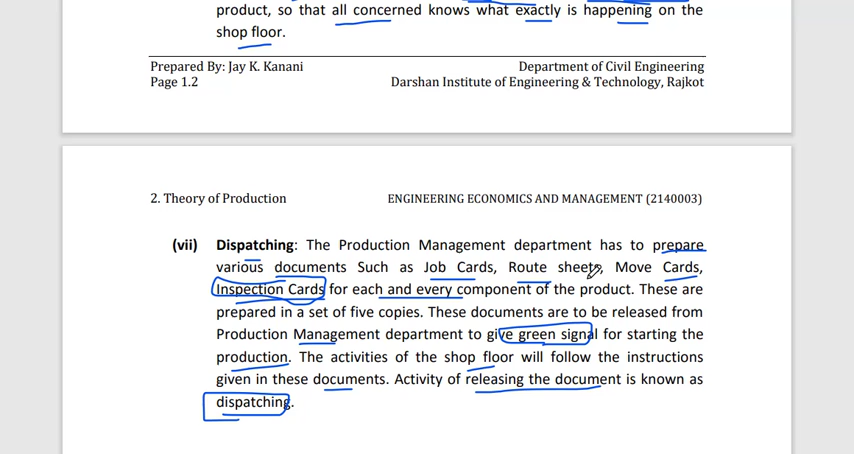 product, so that all concerned knows what exactly is happening on the
shop floor.
Prepared By: Jay K. Kanani Department of Civil Engineering
Page 1.2 Darshan Institute of Engineering & Technology, Rajkot
2. Theory of Production ENGINEERING ECONOMICS AND MANAGEMENT (2140003)
(vii) Dispatching: The Production Management department has to prepare
various documents Such as Job Cards, Route sheets, Move Cards,
Inspection Cards for each and every component of the product. These are
prepared in a set of five copies. These documents are to be released from
Production Management department to give green signal for starting the
production. The activities of the shop floor will follow the instructions
given in these documents. Activity of releasing the document is known as
dispatching.